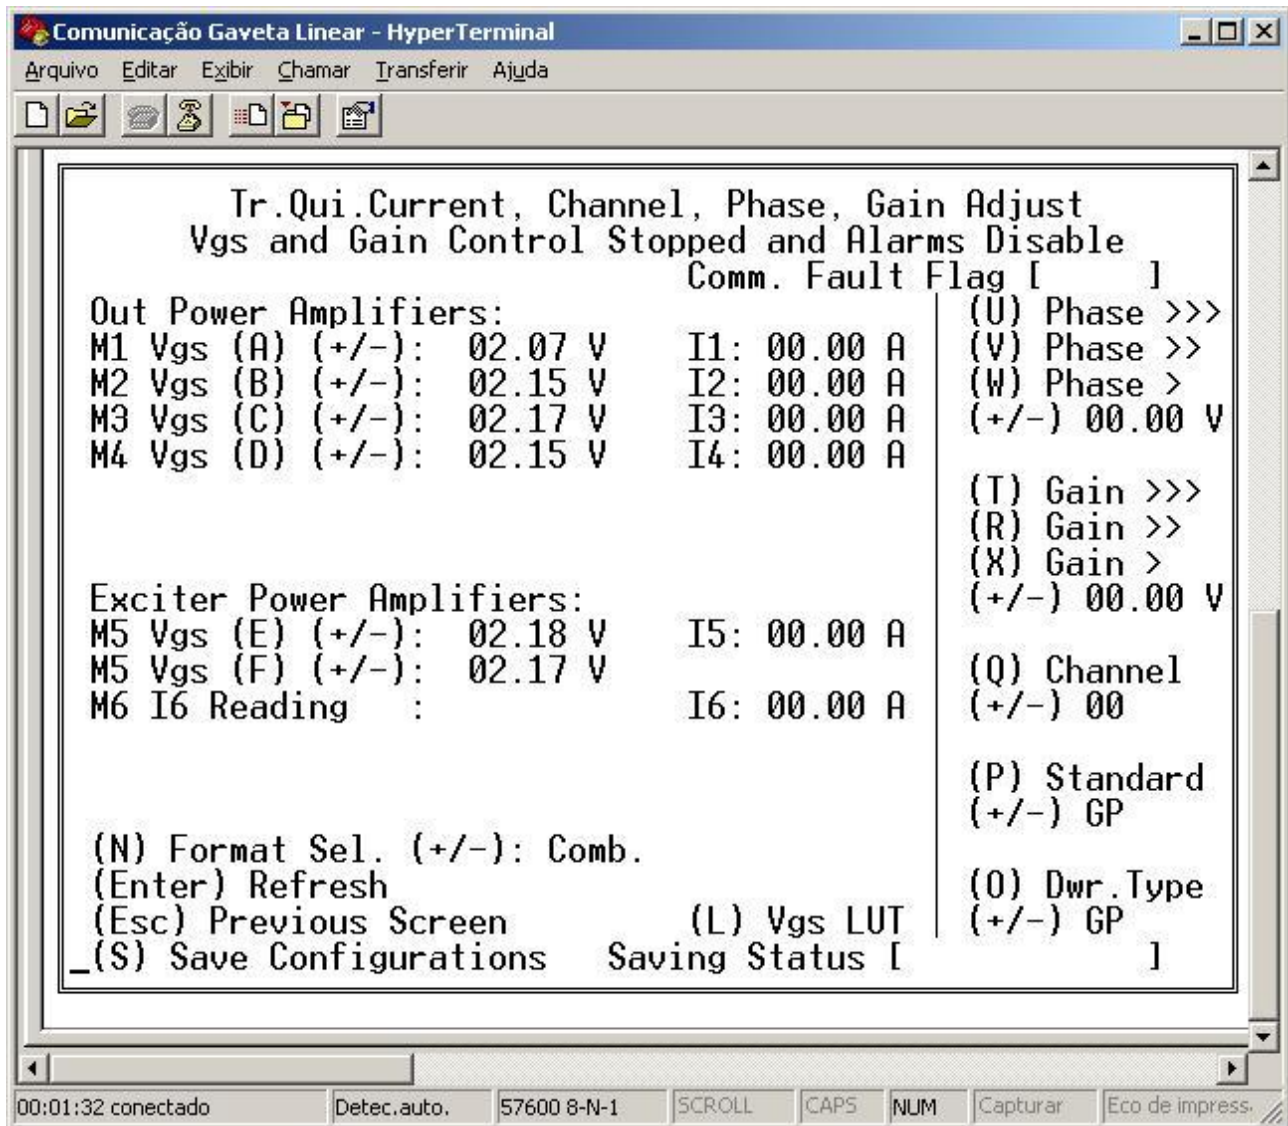 Comunicação Gaveta Linear - HyperTerminal
Arquivo Editar Exibir Chamar Transferir Ajuda
Tr.Qui.Current, Channel, Phase, Gain Adjust
Vgs and Gain Control Stopped and Alarms Disable
Comm. Fault Flag [ ]
Out Power Amplifiers: (U) Phase >>>
M1 Vgs (A) (+/-): 02.07 V I1: 00.00 A (V) Phase >>
M2 Vgs (B) (+/-): 02.15 V I2: 00.00 A (W) Phase >
M3 Vgs (C) (+/-): 02.17 V I3: 00.00 A (+/-) 00.00 V
M4 Vgs (D) (+/-): 02.15 V I4: 00.00 A
(T) Gain >>>
(R) Gain >>
(X) Gain >
Exciter Power Amplifiers: (+/-) 00.00 V
M5 Vgs (E) (+/-): 02.18 V I5: 00.00 A
M5 Vgs (F) (+/-): 02.17 V (Q) Channel
M6 I6 Reading : I6: 00.00 A (+/-) 00
(P) Standard
(+/-) GP
(N) Format Sel. (+/-): Comb.
(Enter) Refresh (O) Dwr.Type
(Esc) Previous Screen (L) Vgs LUT (+/-) GP
_(S) Save Configurations Saving Status [ ]
00:01:32 conectado Detec.auto. 57600 8-N-1 SCROLL CAPS NUM Capturar Eco de impress.